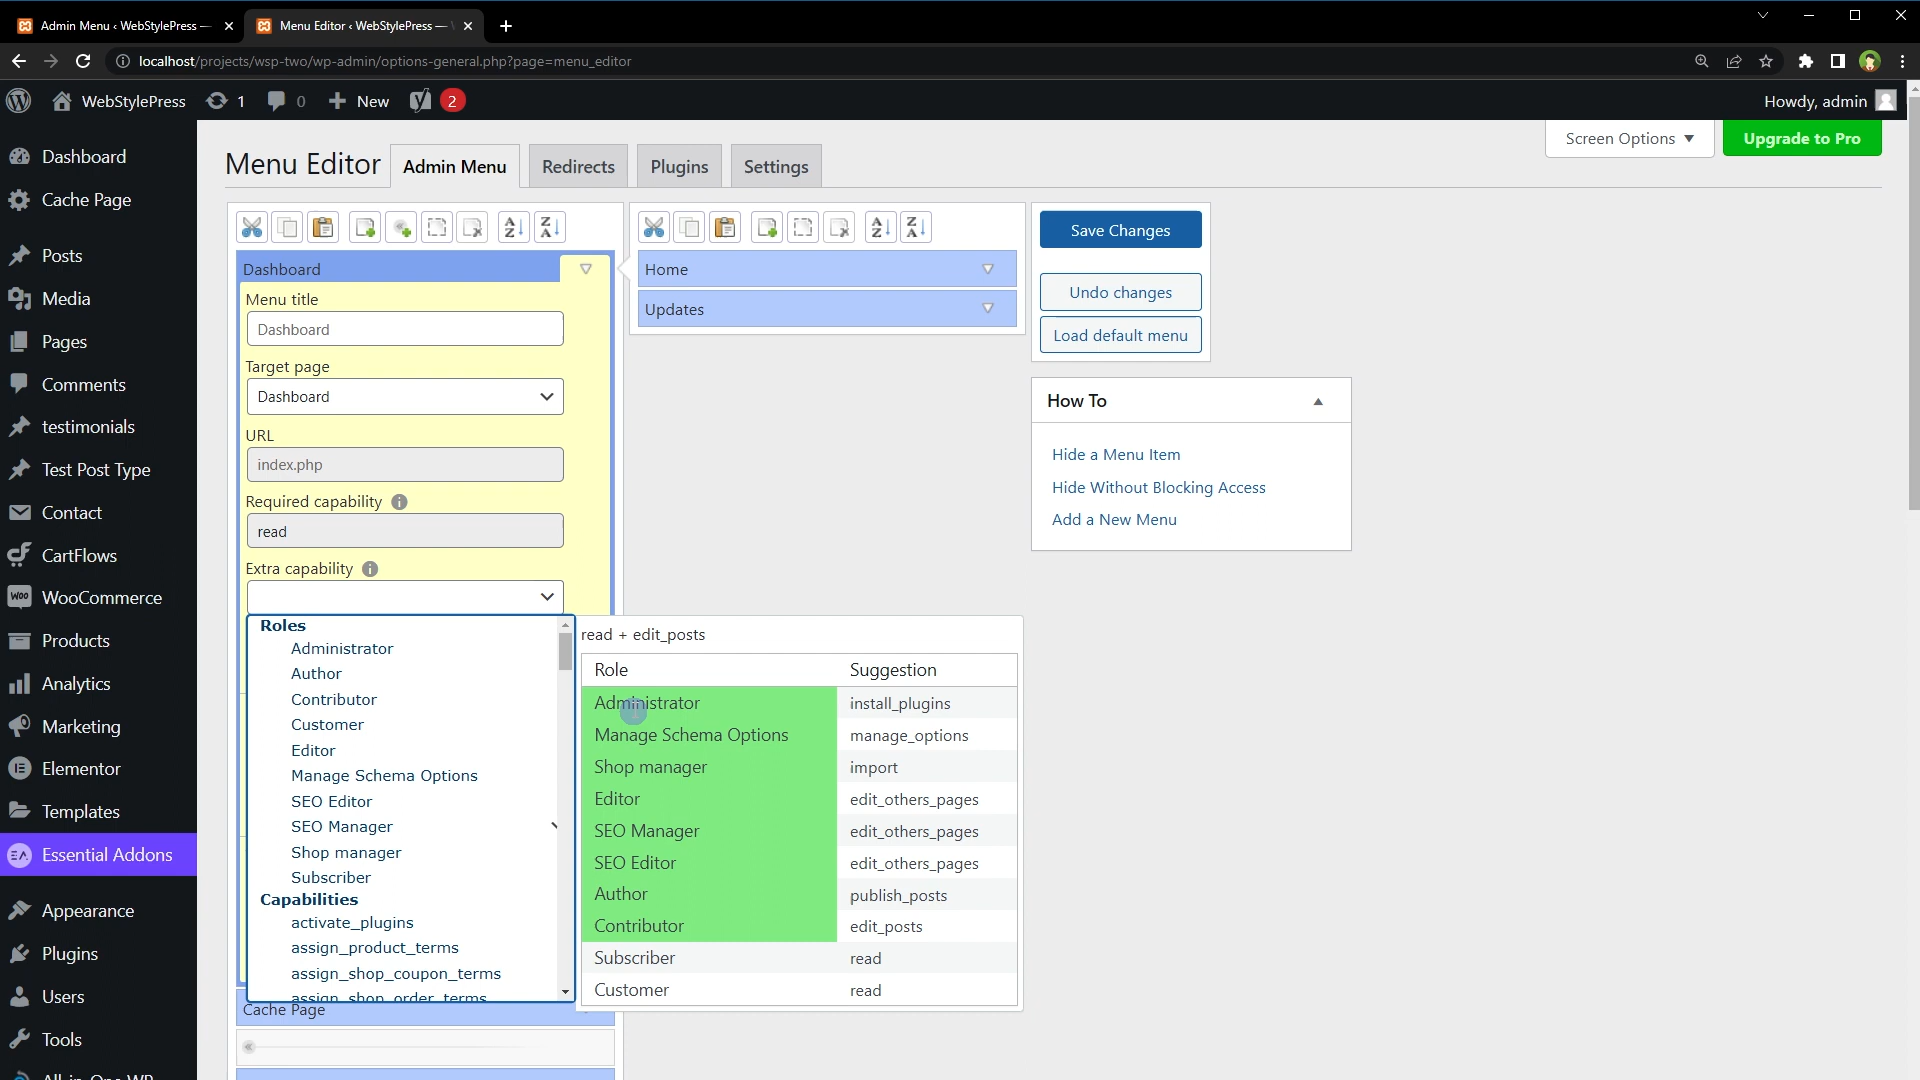 Admin Menu ‹ WebStylePress —
Menu Editor ‹ WebStylePress —
localhost/projects/wsp-two/wp-admin/options-general.php?page=menu_editor
WebStylePress
1
0
New
2
Howdy, admin
Dashboard
Cache Page
Posts
Media
Pages
Comments
testimonials
Test Post Type
Contact
CartFlows
WooCommerce
Products
Analytics
Marketing
Elementor
Templates
Essential Addons
Appearance
Plugins
Users
Tools
All-in-One WP
Screen Options
Upgrade to Pro
Menu Editor
Admin Menu
Redirects
Plugins
Settings
Dashboard
Menu title
Dashboard
Target page
Dashboard
URL
index.php
Required capability
read
Extra capability
Roles
Administrator
Author
Contributor
Customer
Editor
Manage Schema Options
SEO Editor
SEO Manager
Shop manager
Subscriber
Capabilities
activate_plugins
assign_product_terms
assign_shop_coupon_terms
assign_shop_order_terms
Cache Page
Home
Updates
read + edit_posts
Role Suggestion
Administrator install_plugins
Manage Schema Options manage_options
Shop manager import
Editor edit_others_pages
SEO Manager edit_others_pages
SEO Editor edit_others_pages
Author publish_posts
Contributor edit_posts
Subscriber read
Customer read
Save Changes
Undo changes
Load default menu
How To
Hide a Menu Item
Hide Without Blocking Access
Add a New Menu